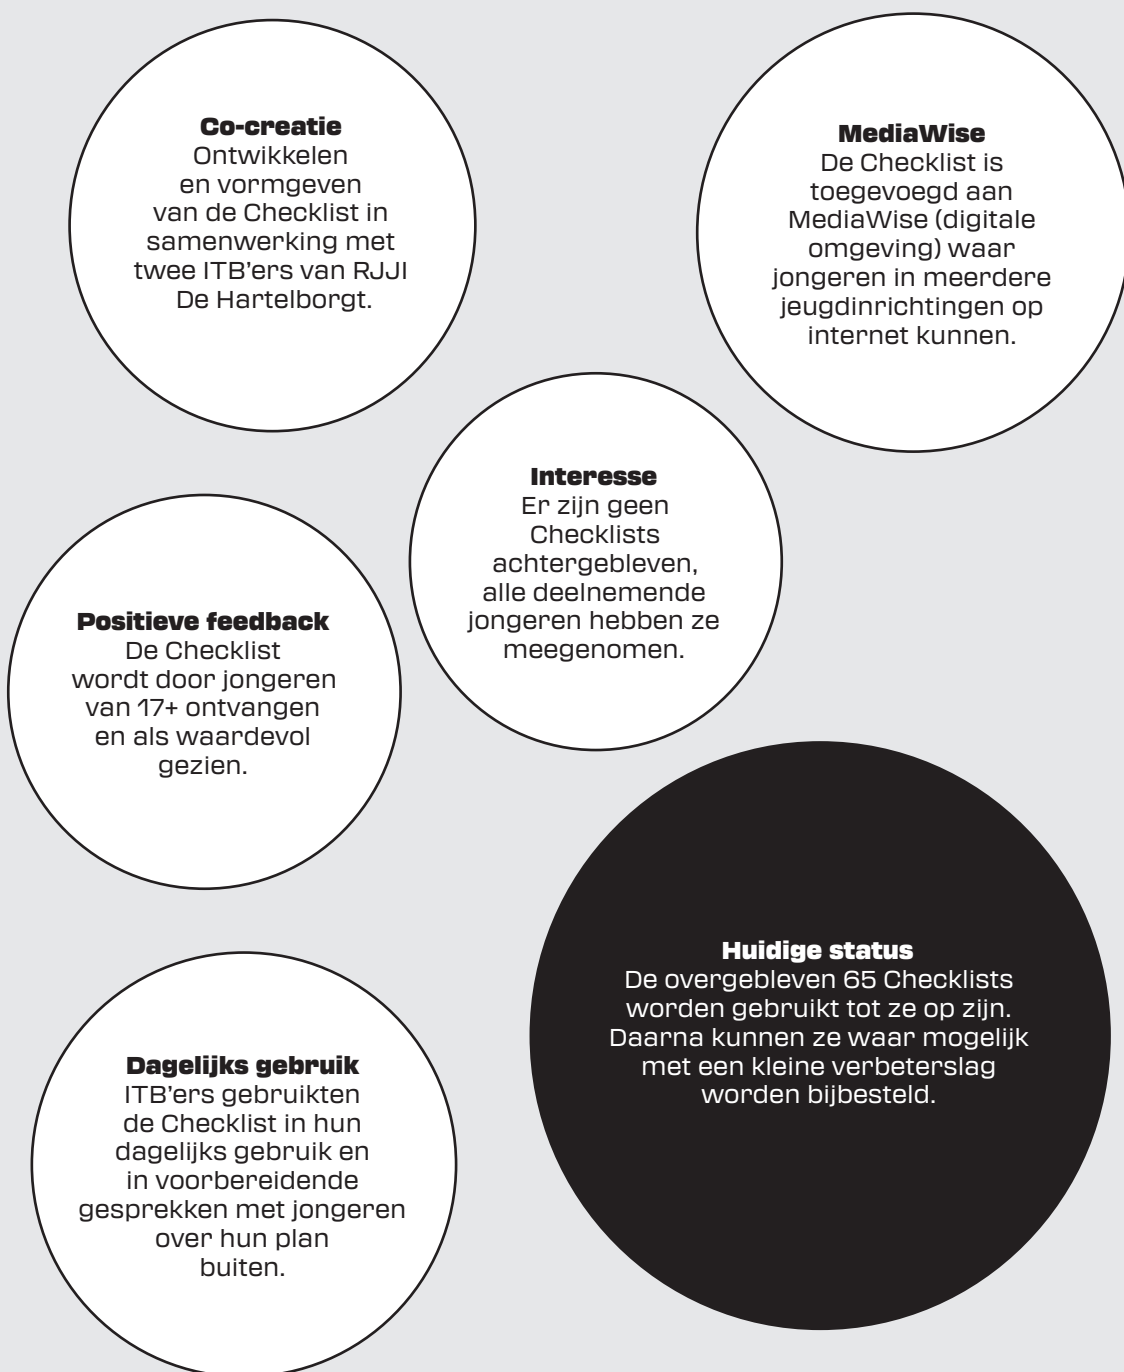 Co-creatie
Ontwikkelen
en vormgeven
van de Checklist in
samenwerking met
twee ITB'ers van RJJI
De Hartelborgt.
MediaWise
De Checklist is
toegevoegd aan
MediaWise (digitale
omgeving) waar
jongeren in meerdere
jeugdinrichtingen op
internet kunnen.
Interesse
Er zijn geen
Checklists
achtergebleven,
alle deelnemende
jongeren hebben ze
meegenomen.
Positieve feedback
De Checklist
wordt door jongeren
van 17+ ontvangen
en als waardevol
gezien.
Huidige status
De overgebleven 65 Checklists
worden gebruikt tot ze op zijn.
Daarna kunnen ze waar mogelijk
met een kleine verbeterslag
worden bijbesteld.
Dagelijks gebruik
ITB'ers gebruikten
de Checklist in hun
dagelijks gebruik en
in voorbereidende
gesprekken met jongeren
over hun plan
buiten.